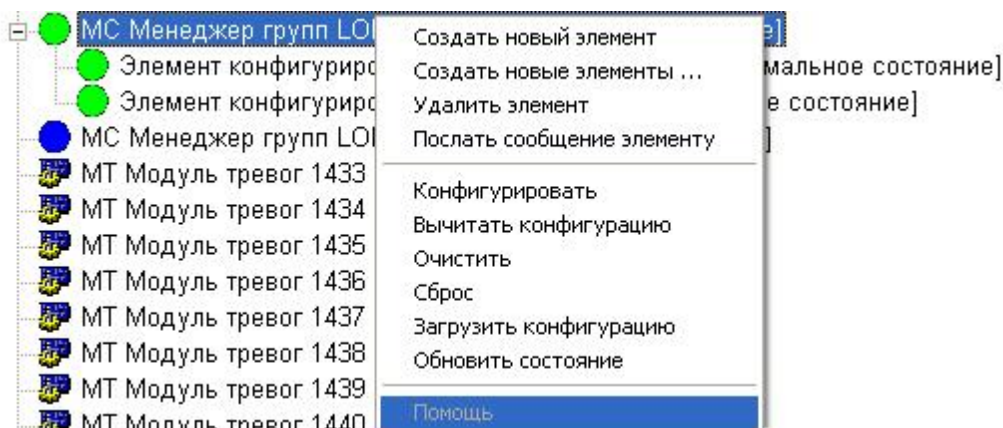 МС Менеджер групп LO
Элемент конфигуриро
Элемент конфигуриро
МС Менеджер групп LO
МТ Модуль тревог 1433
МТ Модуль тревог 1434
МТ Модуль тревог 1435
МТ Модуль тревог 1436
МТ Модуль тревог 1437
МТ Модуль тревог 1438
МТ Модуль тревог 1439
МТ Модуль тревог 1440
Создать новый элемент
Создать новые элементы ...
Удалить элемент
Послать сообщение элементу
Конфигурировать
Вычитать конфигурацию
Очистить
Сброс
Загрузить конфигурацию
Обновить состояние
Помощь
е]
мальное состояние]
е состояние]
]